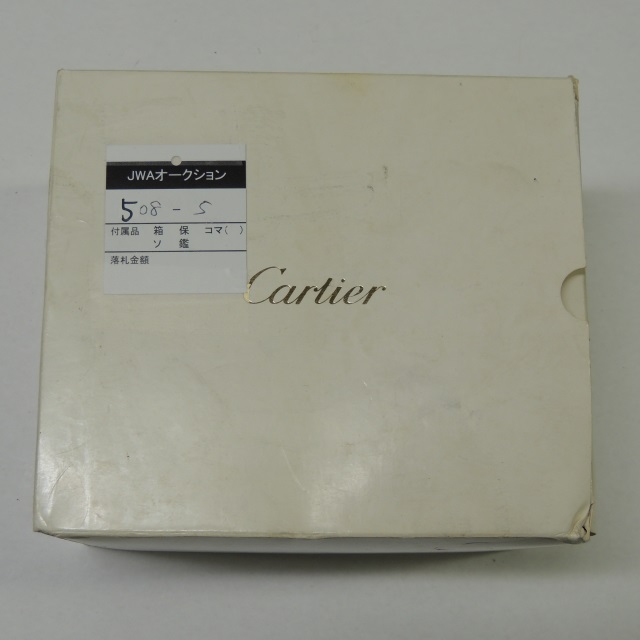 JWAオークション
508-5
付属品 箱 保 コマ( )
ソ 鑑
落札金額
Cartier